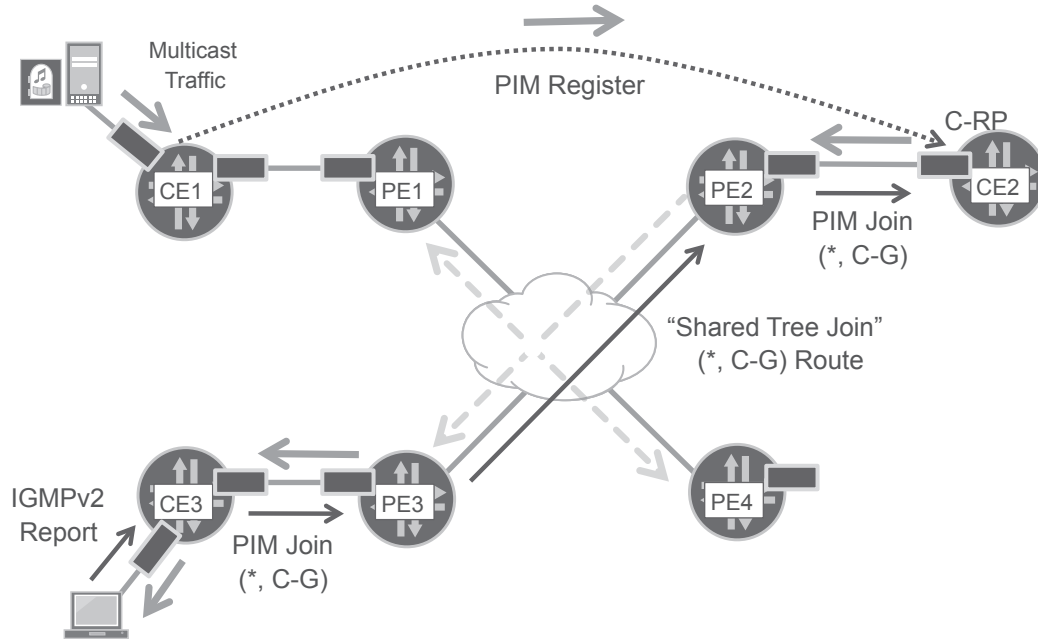 Multicast
Traffic
PIM Register
C-RP
CE1
PE1
PE2
CE2
PIM Join
(*, C-G)
“Shared Tree Join”
(*, C-G) Route
IGMPv2
Report
CE3
PE3
PE4
PIM Join
(*, C-G)